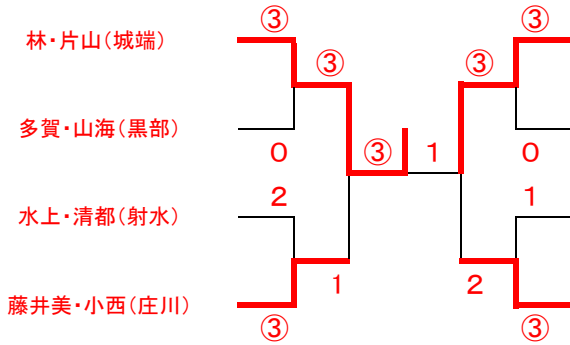 ③ ③
林・片山(城端)
③ ③
多賀・山海(黒部)
0 ③ 1 0
2 1
水上・清都(射水)
1 2
藤井美・小西(庄川)
③ ③